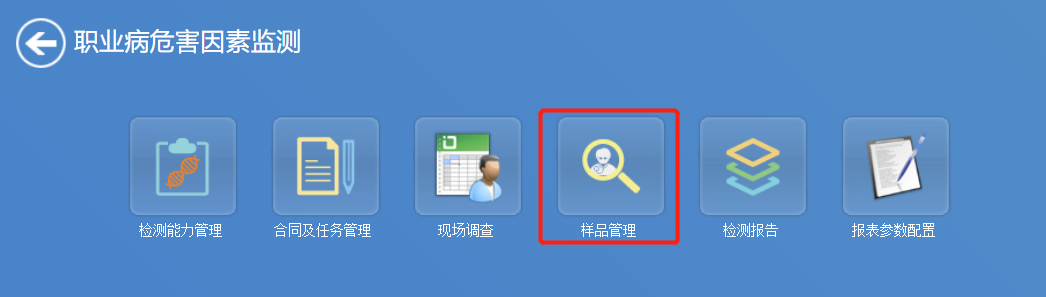 职业病危害因素监测
检测能力管理
合同及任务管理
现场调查
样品管理
检测报告
报表参数配置